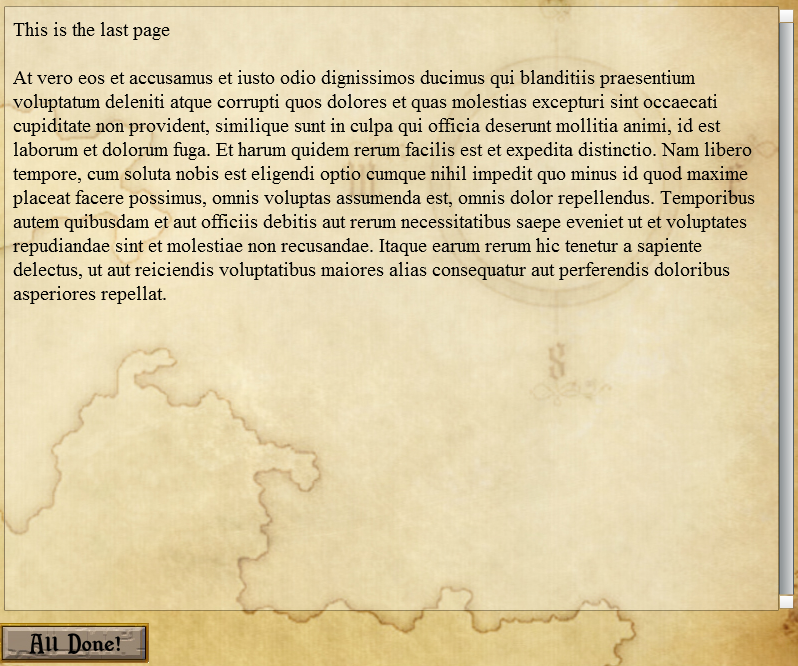 This is the last page
At vero eos et accusamus et iusto odio dignissimos ducimus qui blanditiis praesentium
voluptatum deleniti atque corrupti quos dolores et quas molestias excepturi sint occaecati
cupiditate non provident, similique sunt in culpa qui officia deserunt mollitia animi, id est
laborum et dolorum fuga. Et harum quidem rerum facilis est et expedita distinctio. Nam libero
tempore, cum soluta nobis est eligendi optio cumque nihil impedit quo minus id quod maxime
placeat facere possimus, omnis voluptas assumenda est, omnis dolor repellendus. Temporibus
autem quibusdam et aut officiis debitis aut rerum necessitatibus saepe eveniet ut et voluptates
repudiandae sint et molestiae non recusandae. Itaque earum rerum hic tenetur a sapiente
delectus, ut aut reiciendis voluptatibus maiores alias consequatur aut perferendis doloribus
asperiores repellat.
S
All Done!